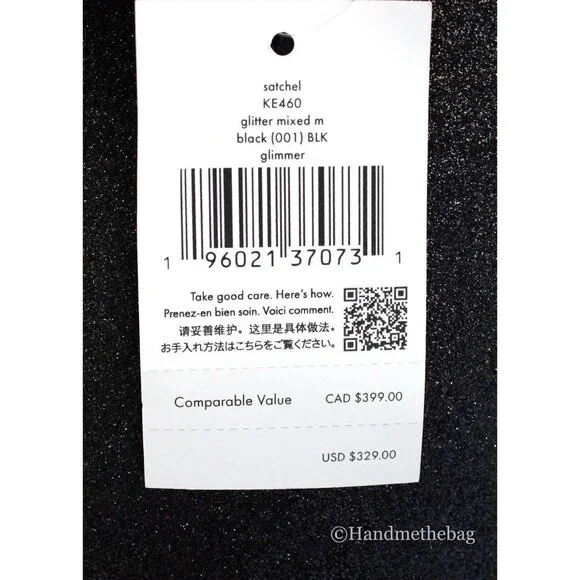 satchel
KE460
glitter mixed m
black (001) BLK
glimmer
1 96021 37073 1
Take good care. Here's how.
Prenez-en bien soin. Voici comment.
请妥善维护。这里是具体做法。
お手入れ方法はこちらをご覧ください。
Comparable Value CAD $399.00
USD $329.00
©Handmethebag